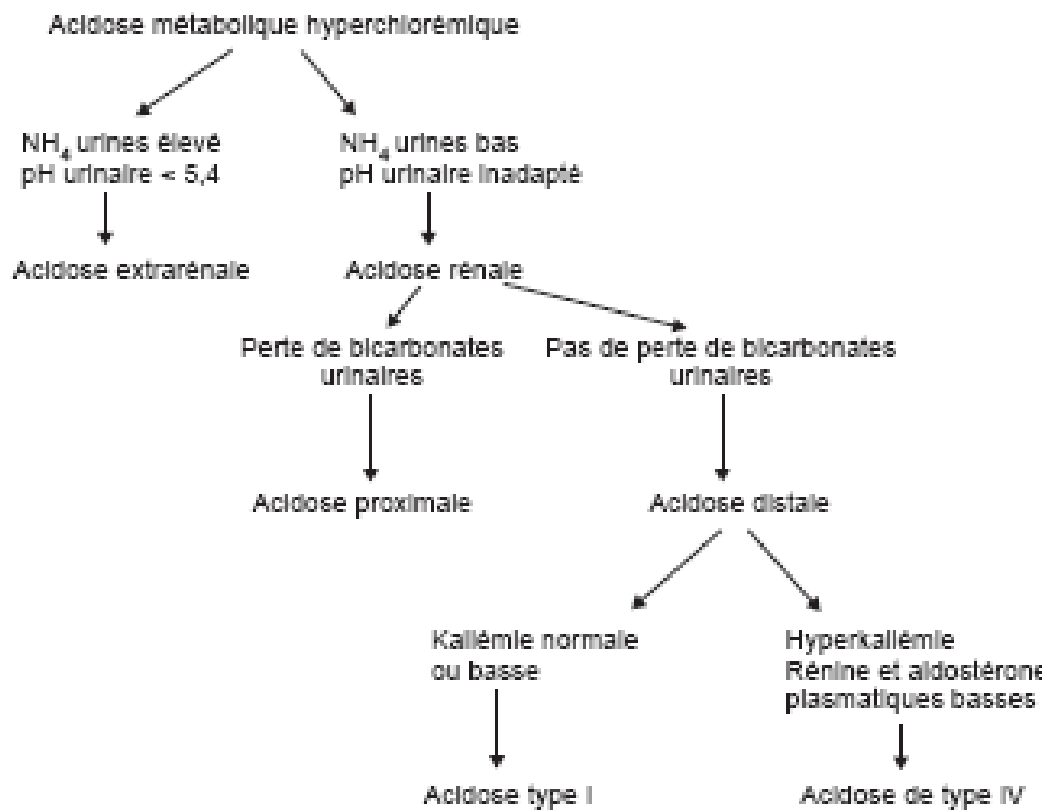 Acidose métabolique hyperchlorémique
NH₄ urines élevé
pH urinaire < 5,4
NH₄ urines bas
pH urinaire inadapté
Acidose extrarénale
Acidose rénale
Perte de bicarbonates
urinaires
Pas de perte de bicarbonates
urinaires
Acidose proximale
Acidose distale
Kaliémie normale
ou basse
Hyperkaliémie
Rénine et aldostérone
plasmatiques basses
Acidose type I
Acidose de type IV